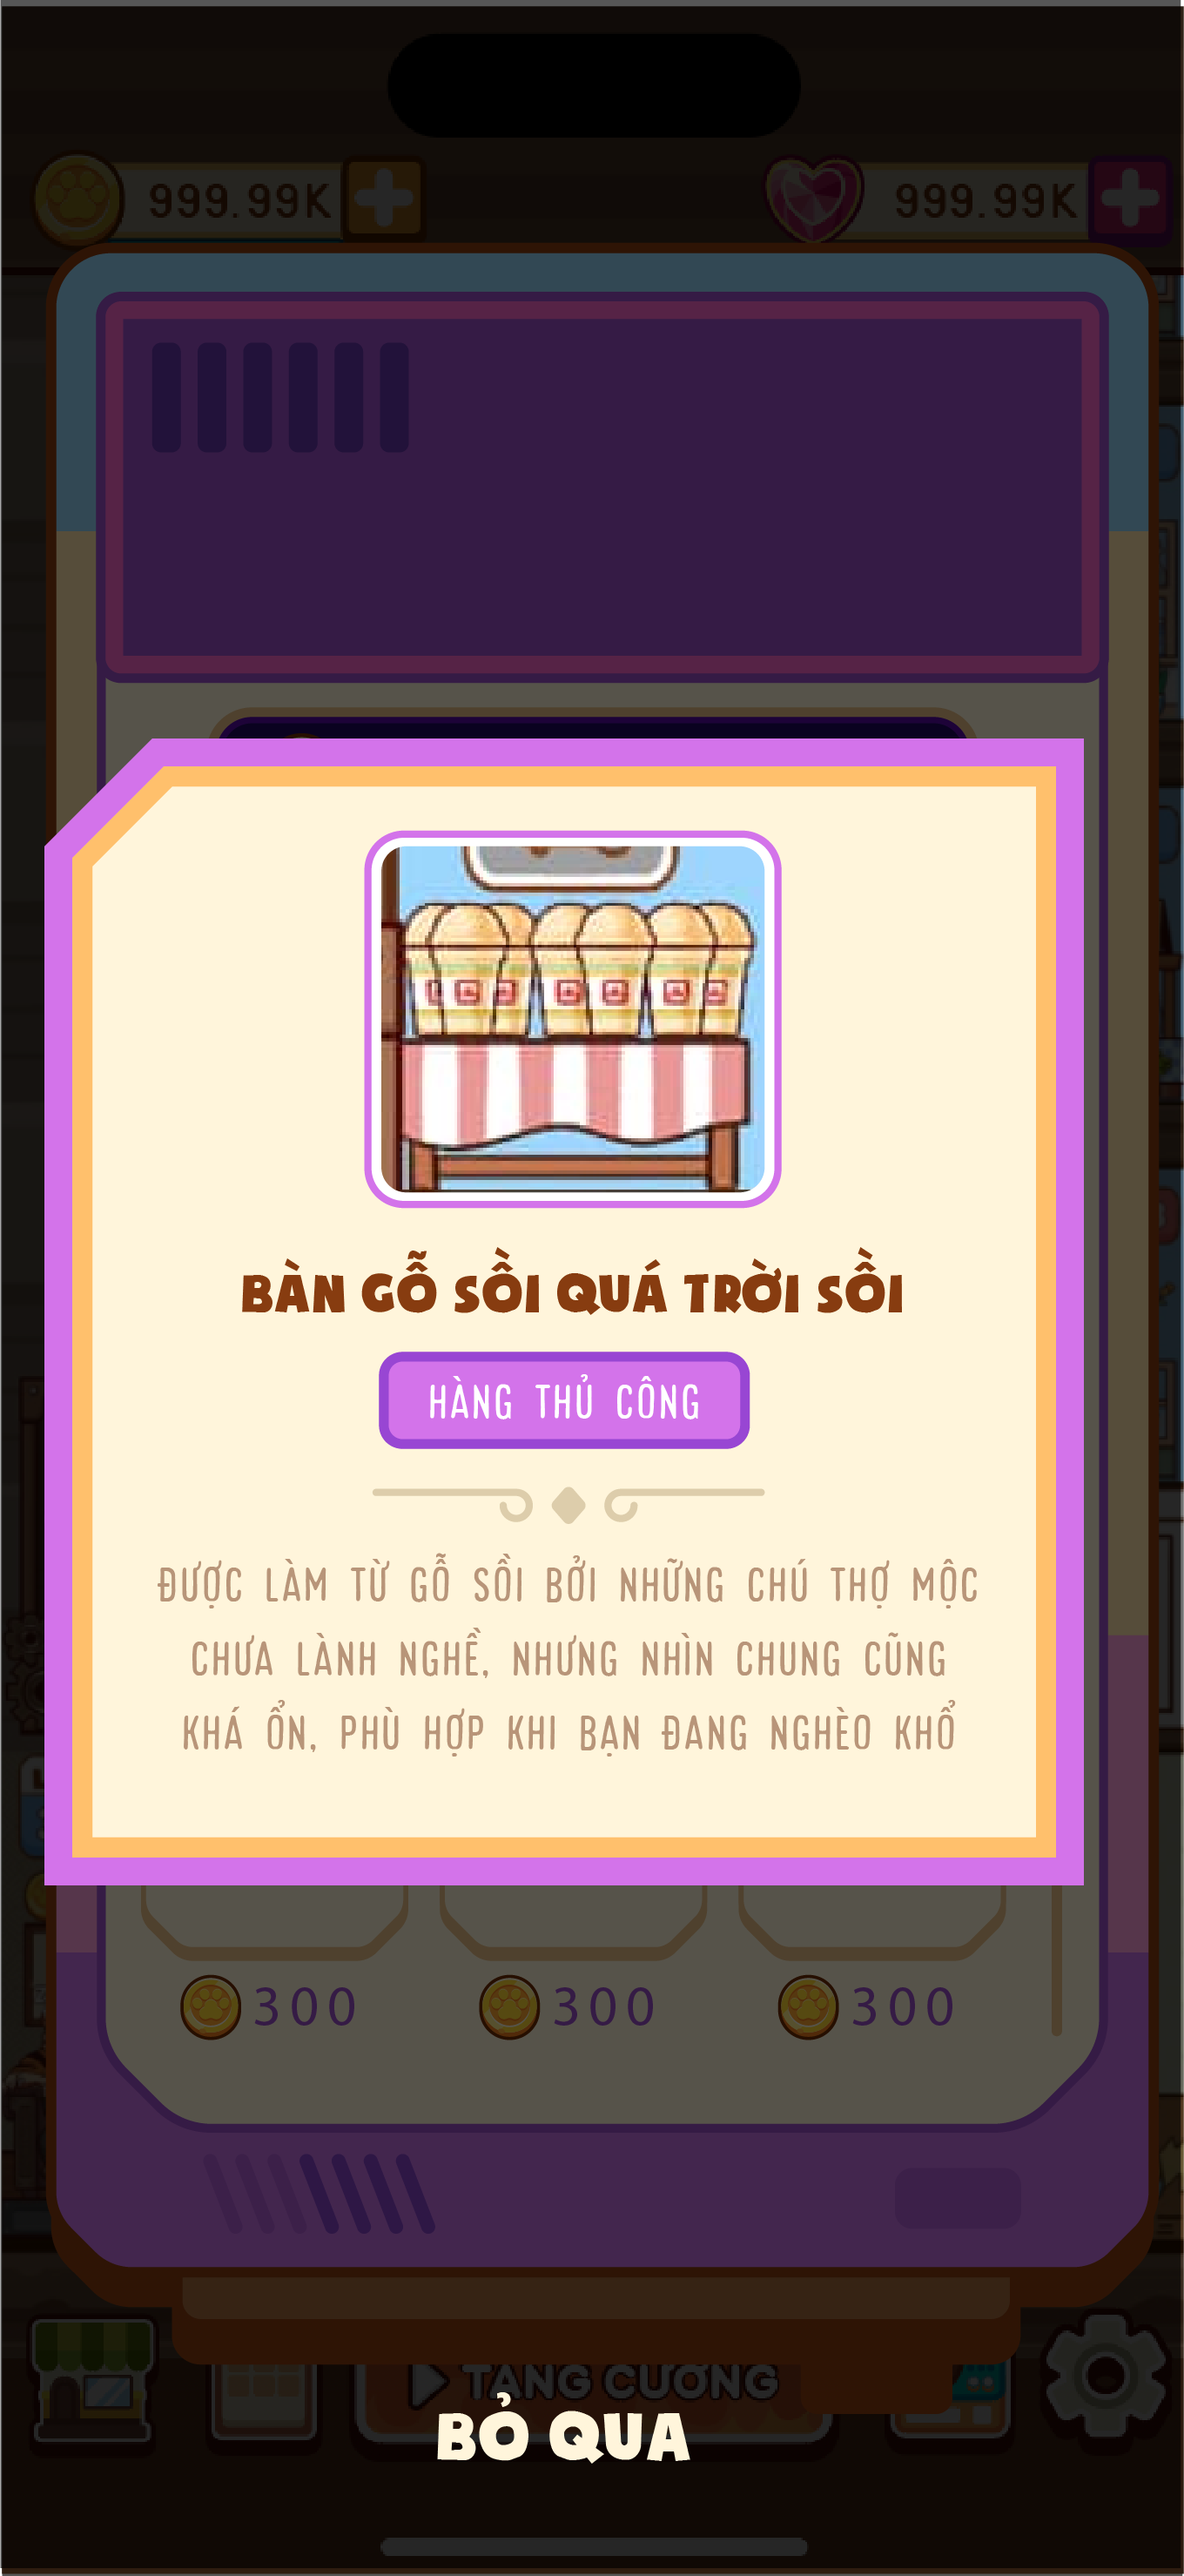 999.99K
999.99K
BÀN GỖ SỒI QUÁ TRỜI SỒI
HÀNG THỦ CÔNG
ĐƯỢC LÀM TỪ GỖ SỒI BỞI NHỮNG CHÚ THỢ MỘC
CHƯA LÀNH NGHỀ, NHƯNG NHÌN CHUNG CŨNG
KHÁ ỔN, PHÙ HỢP KHI BẠN ĐANG NGHÈO KHỔ
300
300
300
TĂNG CƯỜNG
BỎ QUA